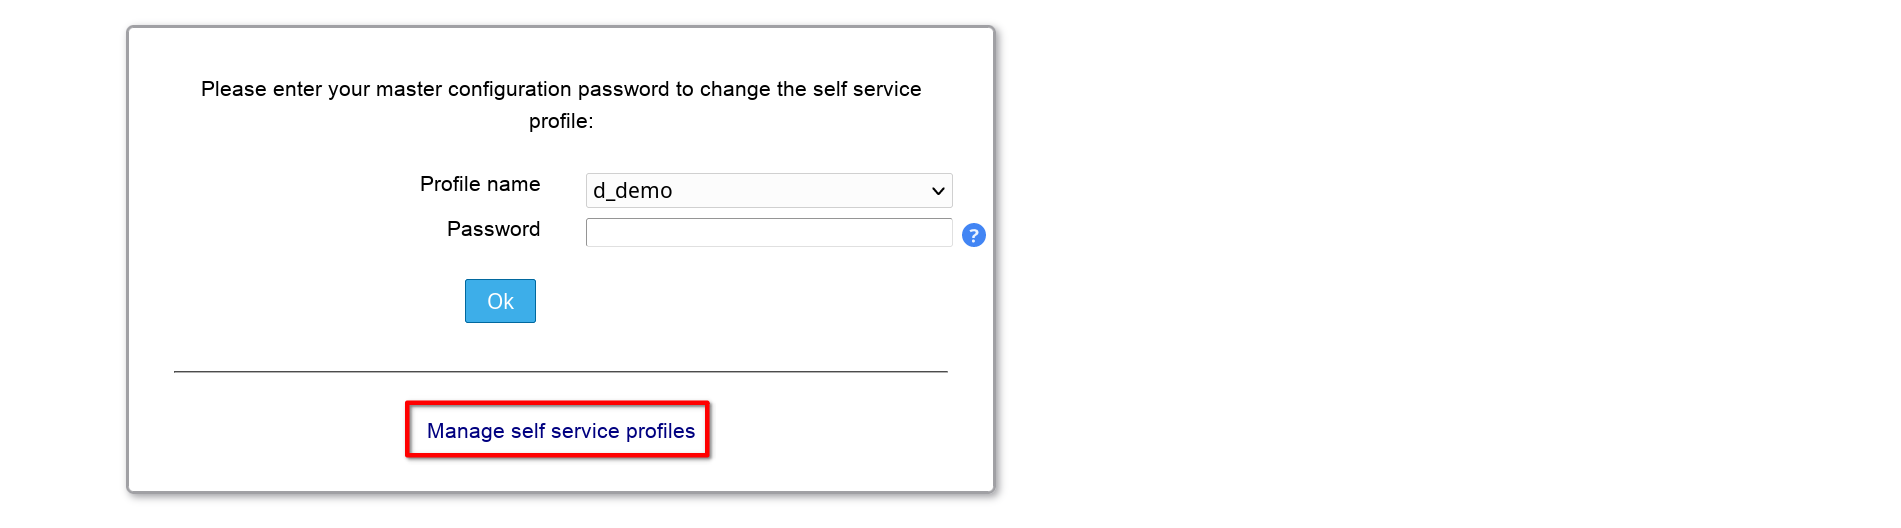 Please enter your master configuration password to change the self service
profile:
Profile name
d_demo
Password
?
Ok
Manage self service profiles